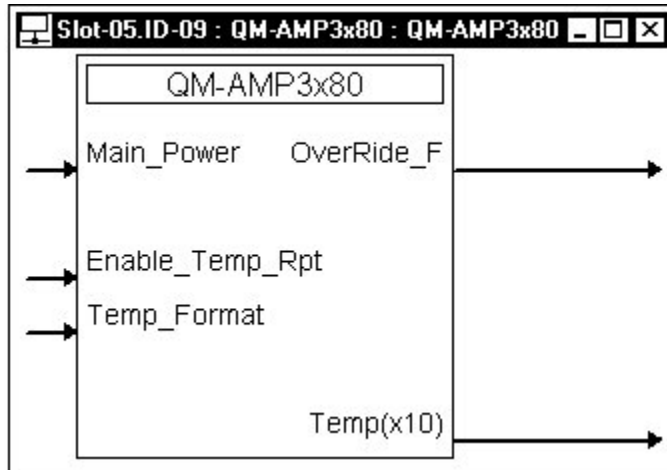 Slot-05.ID-09 : QM-AMP3x80 : QM-AMP3x80
QM-AMP3x80
Main_Power OverRide_F
Enable_Temp_Rpt
Temp_Format
Temp(x10)